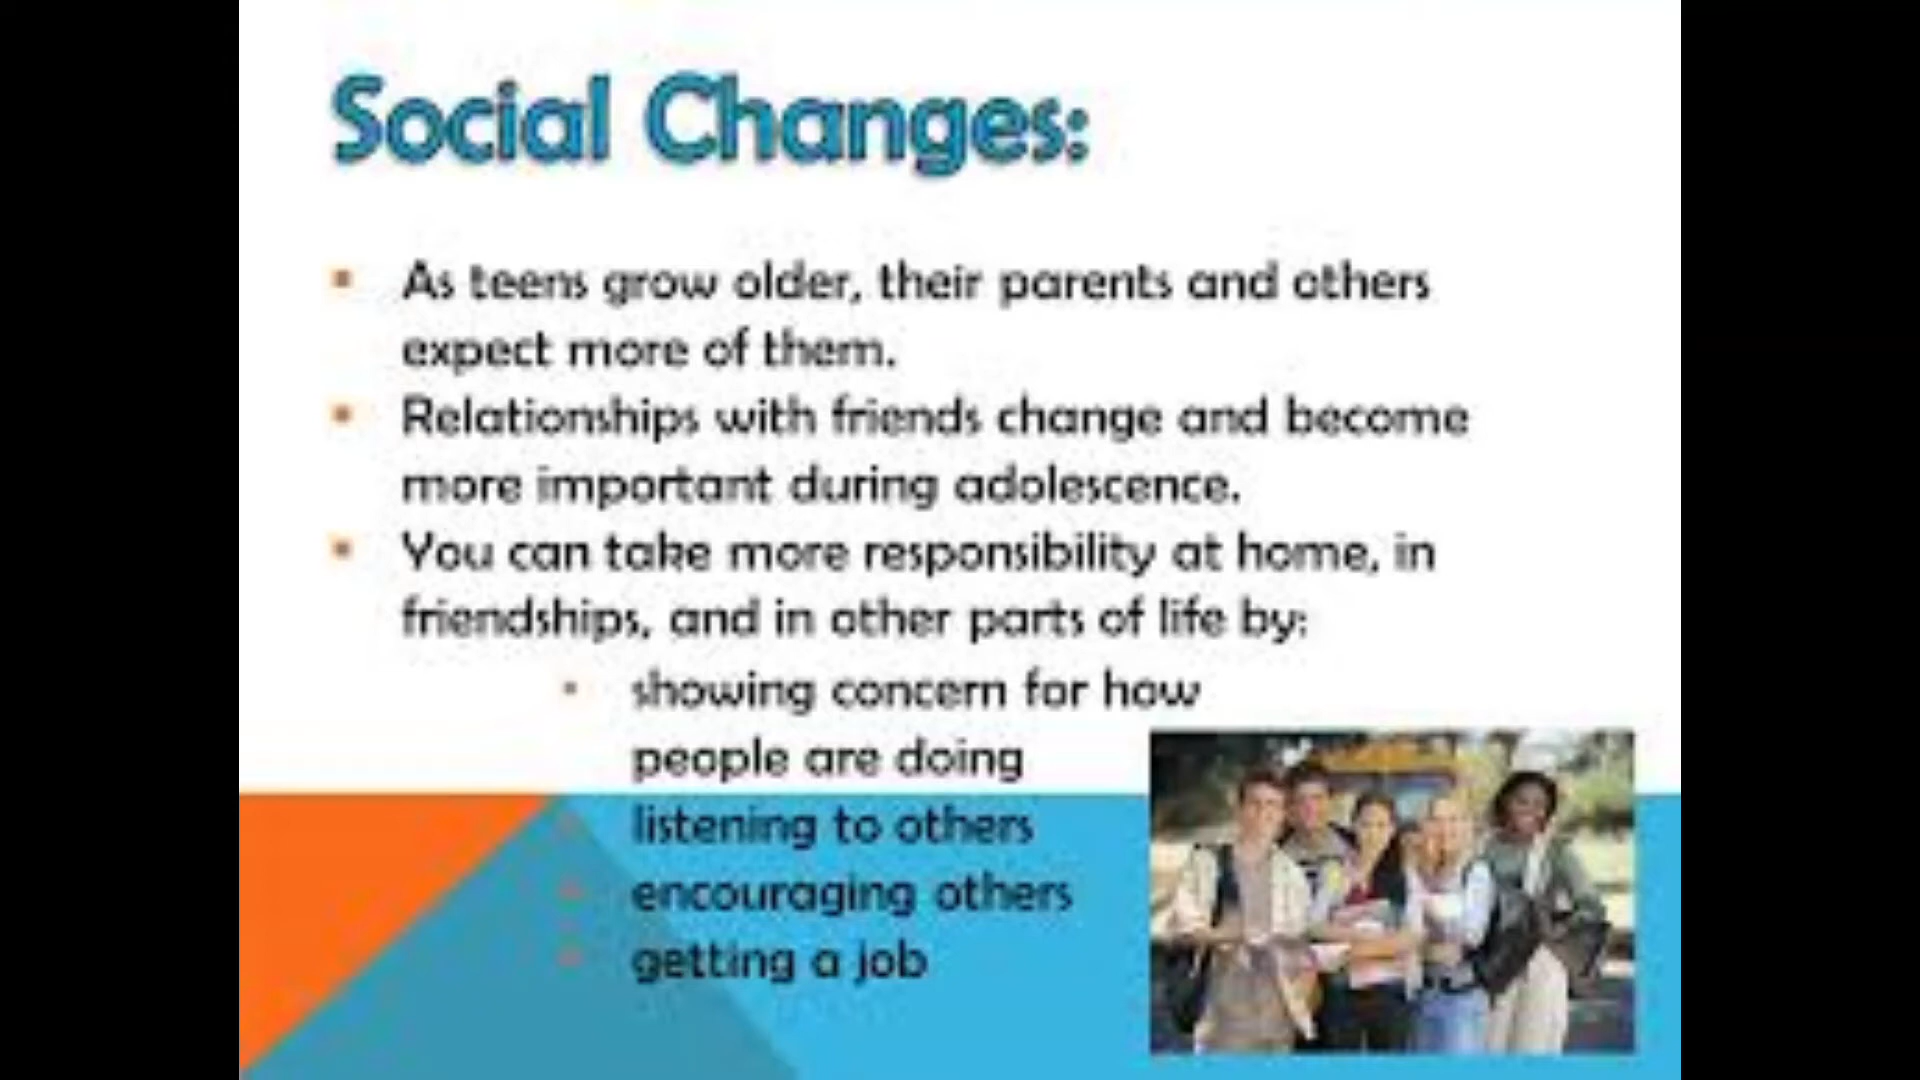 Social Changes:
As teens grow older, their parents and others
expect more of them.
Relationships with friends change and become
more important during adolescence.
You can take more responsibility at home, in
friendships, and in other parts of life by:
showing concern for how
people are doing
listening to others
encouraging others
getting a job